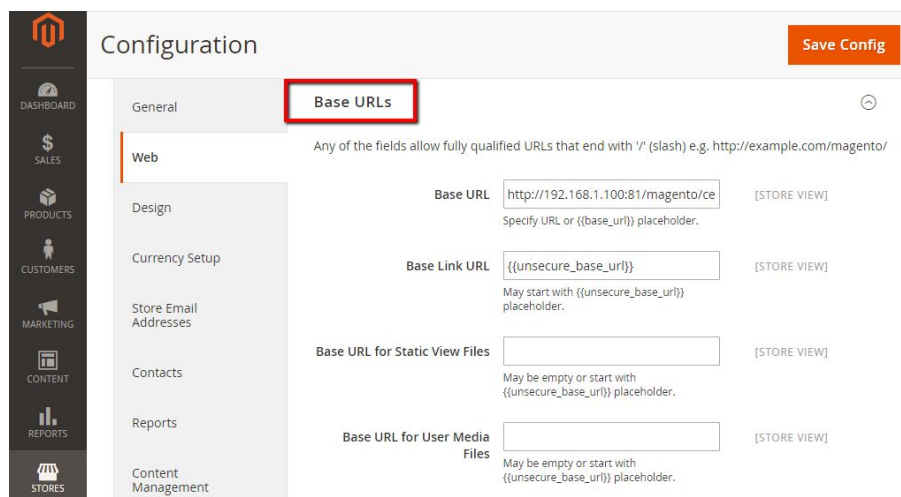 Configuration
Save Config
DASHBOARD
SALES
PRODUCTS
CUSTOMERS
MARKETING
CONTENT
REPORTS
STORES
General
Web
Design
Currency Setup
Store Email
Addresses
Contacts
Reports
Content
Management
Base URLs
Any of the fields allow fully qualified URLs that end with '/' (slash) e.g. http://example.com/magento/
Base URL http://192.168.1.100:81/magento/ce [STORE VIEW]
Specify URL or {{base_url}} placeholder.
Base Link URL {{unsecure_base_url}} [STORE VIEW]
May start with {{unsecure_base_url}}
placeholder.
Base URL for Static View Files [STORE VIEW]
May be empty or start with
{{unsecure_base_url}} placeholder.
Base URL for User Media
Files
[STORE VIEW]
May be empty or start with
{{unsecure_base_url}} placeholder.